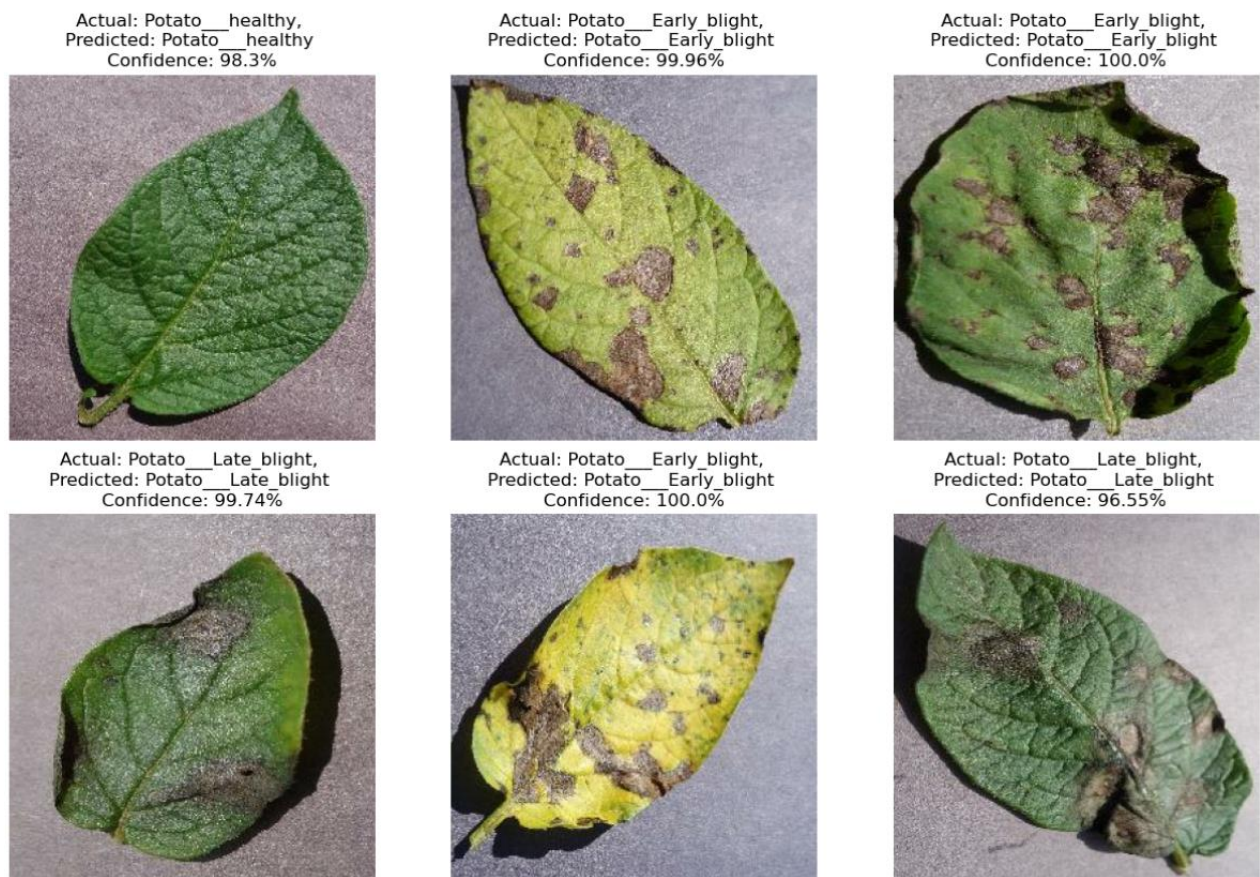 Actual: Potato___healthy,
Predicted: Potato___healthy
Confidence: 98.3%
Actual: Potato___Early_blight,
Predicted: Potato___Early_blight
Confidence: 99.96%
Actual: Potato___Early_blight,
Predicted: Potato___Early_blight
Confidence: 100.0%
Actual: Potato___Late_blight,
Predicted: Potato___Late_blight
Confidence: 99.74%
Actual: Potato___Early_blight,
Predicted: Potato___Early_blight
Confidence: 100.0%
Actual: Potato___Late_blight,
Predicted: Potato___Late_blight
Confidence: 96.55%